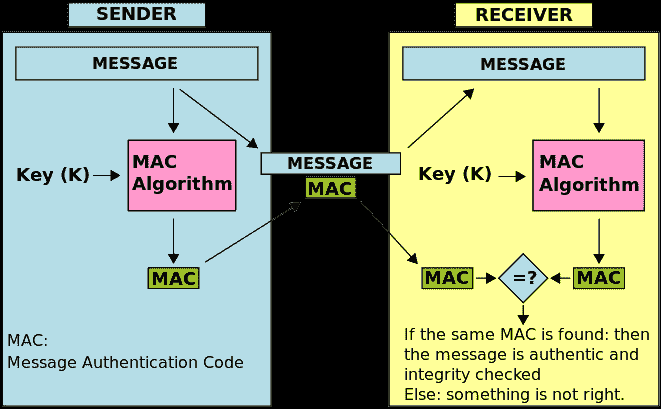 SENDER
RECEIVER
MESSAGE
MESSAGE
MESSAGE
MAC
Key (K)
MAC
Algorithm
Key (K)
MAC
Algorithm
MAC
MAC
=?
MAC
MAC:
Message Authentication Code
If the same MAC is found: then
the message is authentic and
integrity checked
Else: something is not right.